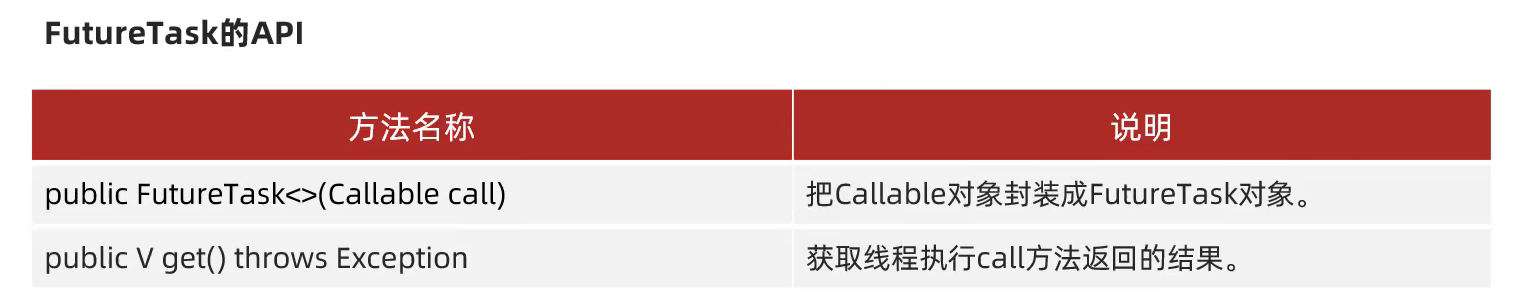 FutureTask的API
方法名称 说明
public FutureTask<>(Callable call) 把Callable对象封装成FutureTask对象。
public V get() throws Exception 获取线程执行call方法返回的结果。